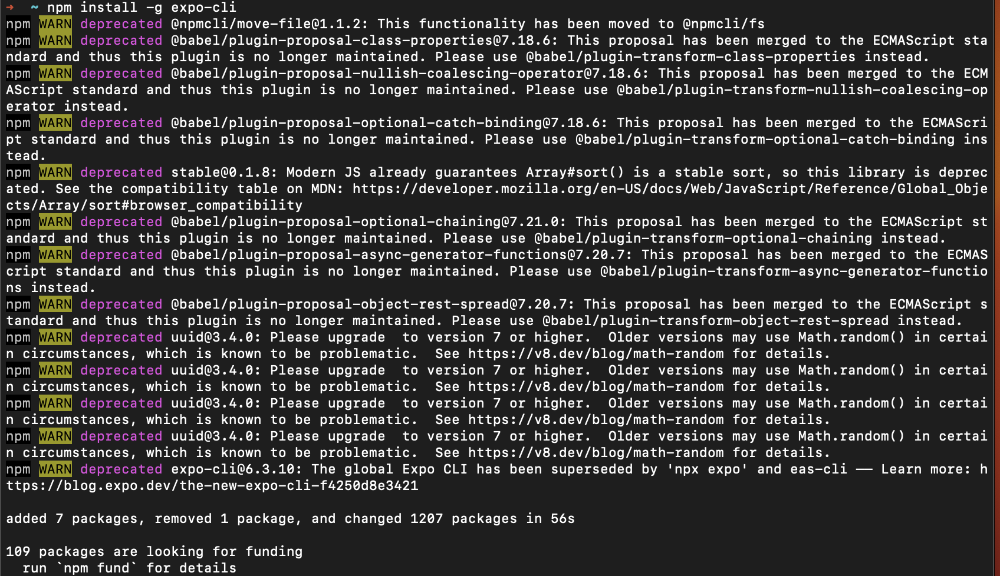 ➜  ~ npm install -g expo-cli
npm WARN deprecated @npmcli/move-file@1.1.2: This functionality has been moved to @npmcli/fs
npm WARN deprecated @babel/plugin-proposal-class-properties@7.18.6: This proposal has been merged to the ECMAScript sta
ndard and thus this plugin is no longer maintained. Please use @babel/plugin-transform-class-properties instead.
npm WARN deprecated @babel/plugin-proposal-nullish-coalescing-operator@7.18.6: This proposal has been merged to the ECM
AScript standard and thus this plugin is no longer maintained. Please use @babel/plugin-transform-nullish-coalescing-op
erator instead.
npm WARN deprecated @babel/plugin-proposal-optional-catch-binding@7.18.6: This proposal has been merged to the ECMAScri
pt standard and thus this plugin is no longer maintained. Please use @babel/plugin-transform-optional-catch-binding ins
tead.
npm WARN deprecated stable@0.1.8: Modern JS already guarantees Array#sort() is a stable sort, so this library is deprec
ated. See the compatibility table on MDN: https://developer.mozilla.org/en-US/docs/Web/JavaScript/Reference/Global_Obje
cts/Array/sort#browser_compatibility
npm WARN deprecated @babel/plugin-proposal-optional-chaining@7.21.0: This proposal has been merged to the ECMAScript st
andard and thus this plugin is no longer maintained. Please use @babel/plugin-transform-optional-chaining instead.
npm WARN deprecated @babel/plugin-proposal-async-generator-functions@7.20.7: This proposal has been merged to the ECMAS
cript standard and thus this plugin is no longer maintained. Please use @babel/plugin-transform-async-generator-functio
ns instead.
npm WARN deprecated @babel/plugin-proposal-object-rest-spread@7.20.7: This proposal has been merged to the ECMAScript s
tandard and thus this plugin is no longer maintained. Please use @babel/plugin-transform-object-rest-spread instead.
npm WARN deprecated uuid@3.4.0: Please upgrade  to version 7 or higher.  Older versions may use Math.random() in certai
n circumstances, which is known to be problematic.  See https://v8.dev/blog/math-random for details.
npm WARN deprecated uuid@3.4.0: Please upgrade  to version 7 or higher.  Older versions may use Math.random() in certai
n circumstances, which is known to be problematic.  See https://v8.dev/blog/math-random for details.
npm WARN deprecated uuid@3.4.0: Please upgrade  to version 7 or higher.  Older versions may use Math.random() in certai
n circumstances, which is known to be problematic.  See https://v8.dev/blog/math-random for details.
npm WARN deprecated uuid@3.4.0: Please upgrade  to version 7 or higher.  Older versions may use Math.random() in certai
n circumstances, which is known to be problematic.  See https://v8.dev/blog/math-random for details.
npm WARN deprecated expo-cli@6.3.10: The global Expo CLI has been superseded by 'npx expo' and eas-cli -- Learn more: h
ttps://blog.expo.dev/the-new-expo-cli-f4250d8e3421
added 7 packages, removed 1 package, and changed 1207 packages in 56s
109 packages are looking for funding
  run `npm fund` for details